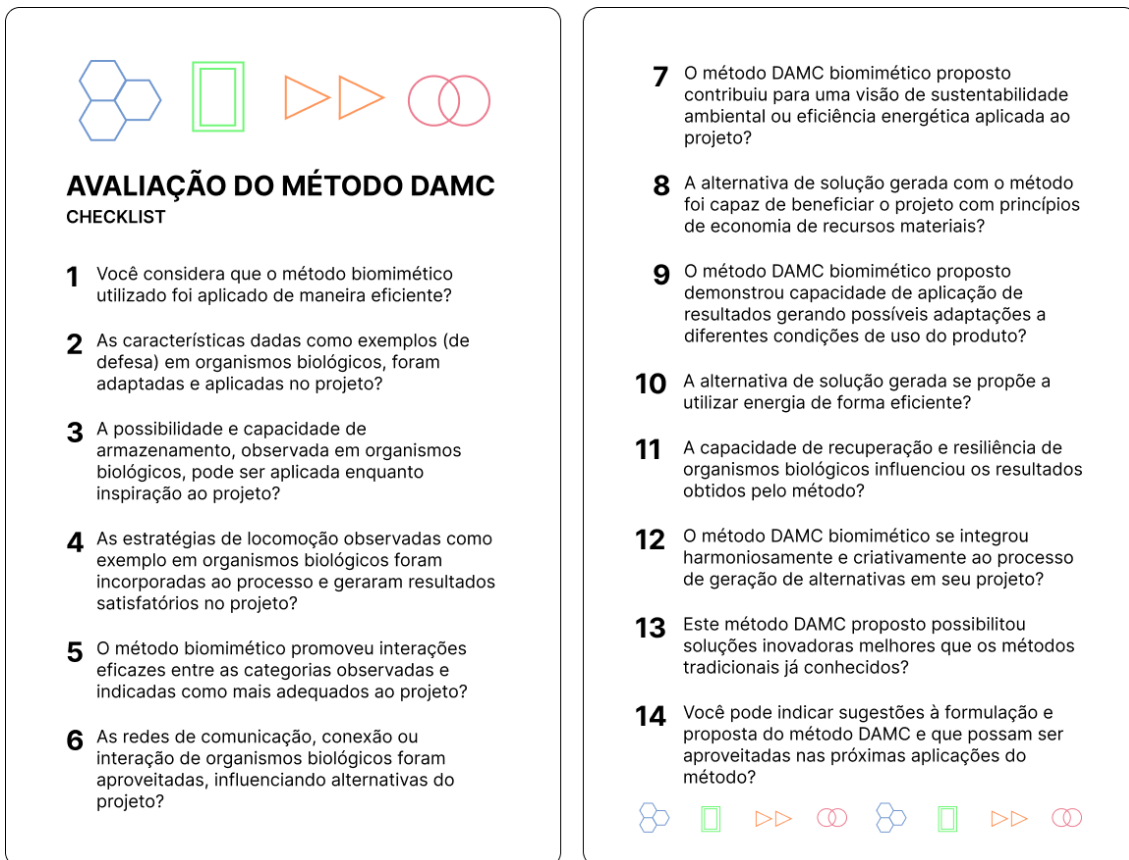 AVALIAÇÃO DO MÉTODO DAMC
CHECKLIST
1 Você considera que o método biomimético
utilizado foi aplicado de maneira eficiente?
2 As características dadas como exemplos (de
defesa) em organismos biológicos, foram
adaptadas e aplicadas no projeto?
3 A possibilidade e capacidade de
armazenamento, observada em organismos
biológicos, pode ser aplicada enquanto
inspiração ao projeto?
4 As estratégias de locomoção observadas como
exemplo em organismos biológicos foram
incorporadas ao processo e geraram resultados
satisfatórios no projeto?
5 O método biomimético promoveu interações
eficazes entre as categorias observadas e
indicadas como mais adequados ao projeto?
6 As redes de comunicação, conexão ou
interação de organismos biológicos foram
aproveitadas, influenciando alternativas do
projeto?
7 O método DAMC biomimético proposto
contribuiu para uma visão de sustentabilidade
ambiental ou eficiência energética aplicada ao
projeto?
8 A alternativa de solução gerada com o método
foi capaz de beneficiar o projeto com princípios
de economia de recursos materiais?
9 O método DAMC biomimético proposto
demonstrou capacidade de aplicação de
resultados gerando possíveis adaptações a
diferentes condições de uso do produto?
10 A alternativa de solução gerada se propõe a
utilizar energia de forma eficiente?
11 A capacidade de recuperação e resiliência de
organismos biológicos influenciou os resultados
obtidos pelo método?
12 O método DAMC biomimético se integrou
harmoniosamente e criativamente ao processo
de geração de alternativas em seu projeto?
13 Este método DAMC proposto possibilitou
soluções inovadoras melhores que os métodos
tradicionais já conhecidos?
14 Você pode indicar sugestões à formulação e
proposta do método DAMC e que possam ser
aproveitadas nas próximas aplicações do
método?